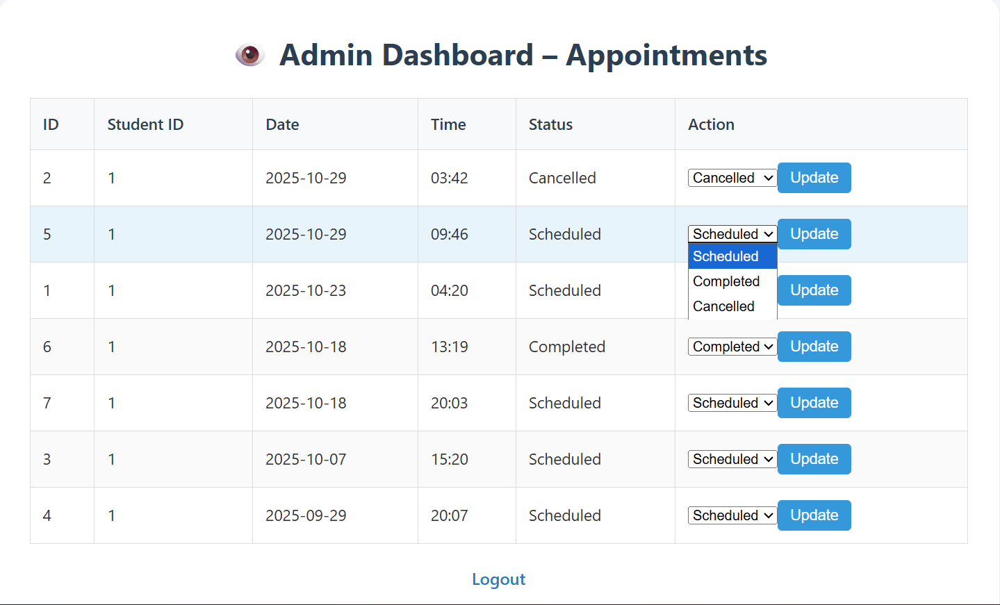 👁️ Admin Dashboard – Appointments
ID Student ID Date Time Status Action
2 1 2025-10-29 03:42 Cancelled Cancelled Update
5 1 2025-10-29 09:46 Scheduled Scheduled Update
Scheduled
Completed
Cancelled
1 1 2025-10-23 04:20 Scheduled Update
6 1 2025-10-18 13:19 Completed Completed Update
7 1 2025-10-18 20:03 Scheduled Scheduled Update
3 1 2025-10-07 15:20 Scheduled Scheduled Update
4 1 2025-09-29 20:07 Scheduled Scheduled Update
Logout